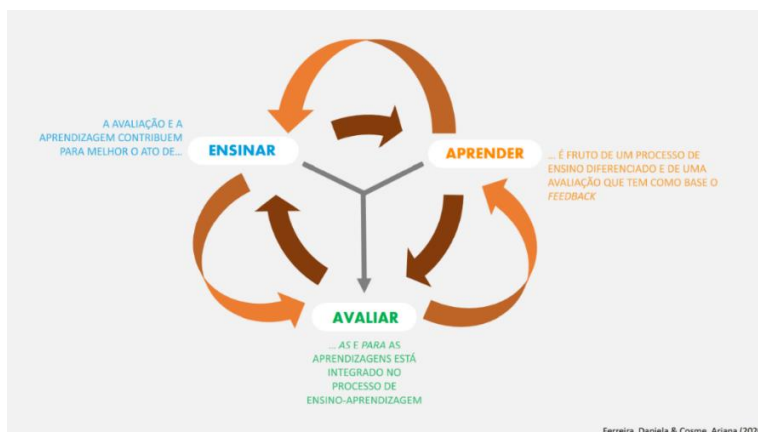 A AVALIAÇÃO E A
APRENDIZAGEM CONTRIBUEM
PARA MELHOR O ATO DE...
ENSINAR
APRENDER
... É FRUTO DE UM PROCESSO DE
ENSINO DIFERENCIADO E DE UMA
AVALIAÇÃO QUE TEM COMO BASE O
FEEDBACK
AVALIAR
... AS E PARA AS
APRENDIZAGENS ESTÁ
INTEGRADO NO
PROCESSO DE
ENSINO-APRENDIZAGEM
Ferreira, Daniela & Cosme, Ariana